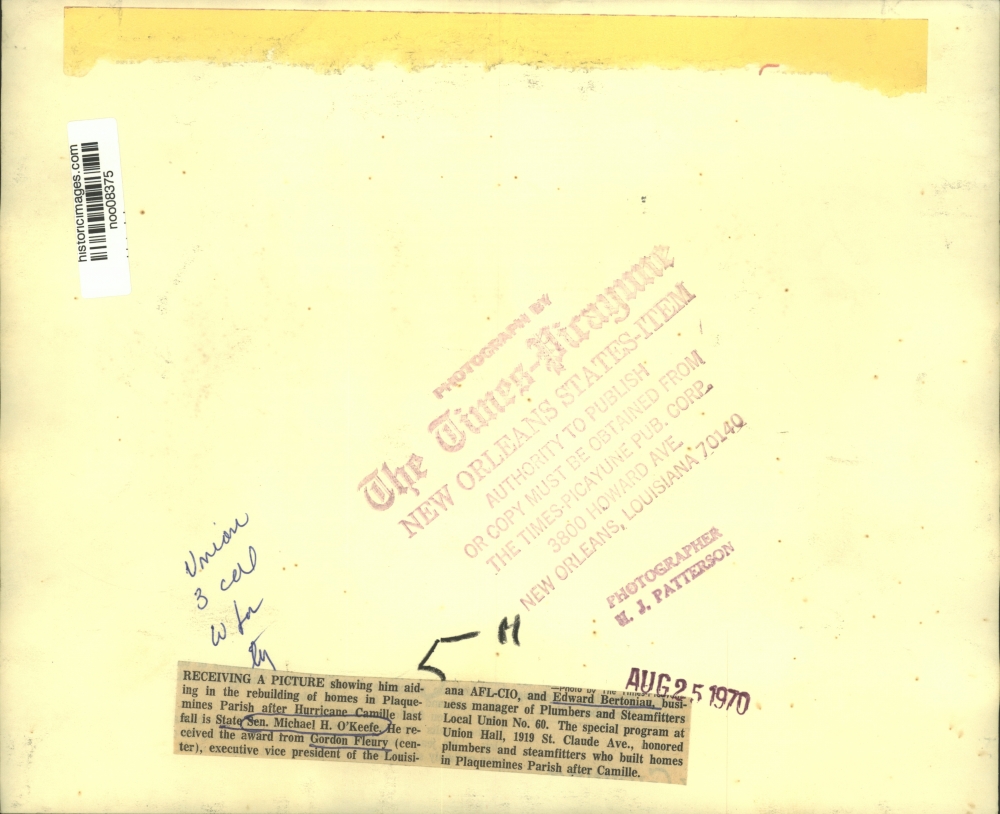 historicimages.com
noo08375
PHOTOGRAPH BY
The Times-Picayune
NEW ORLEANS STATES-ITEM
AUTHORITY TO PUBLISH
OR COPY MUST BE OBTAINED FROM
THE TIMES-PICAYUNE PUB. CORP.
3800 HOWARD AVE.
NEW ORLEANS, LOUISIANA 70140
PHOTOGRAPHER
J. PATTERSON
Union
3 col
5 H
AUG 25 1970
RECEIVING A PICTURE showing him aid-
ing in the rebuilding of homes in Plaque-
mines Parish after Hurricane Camille last
fall is State Sen. Michael H. O'Keefe. He re-
ceived the award from Gordon Fleury (cen-
ter), executive vice president of the Louisi-
—Photo by The Times-
ana AFL-CIO, and Edward Bertoniau, busi-
ness manager of Plumbers and Steamfitters
Local Union No. 60. The special program at
Union Hall, 1919 St. Claude Ave., honored
plumbers and steamfitters who built homes
in Plaquemines Parish after Camille.